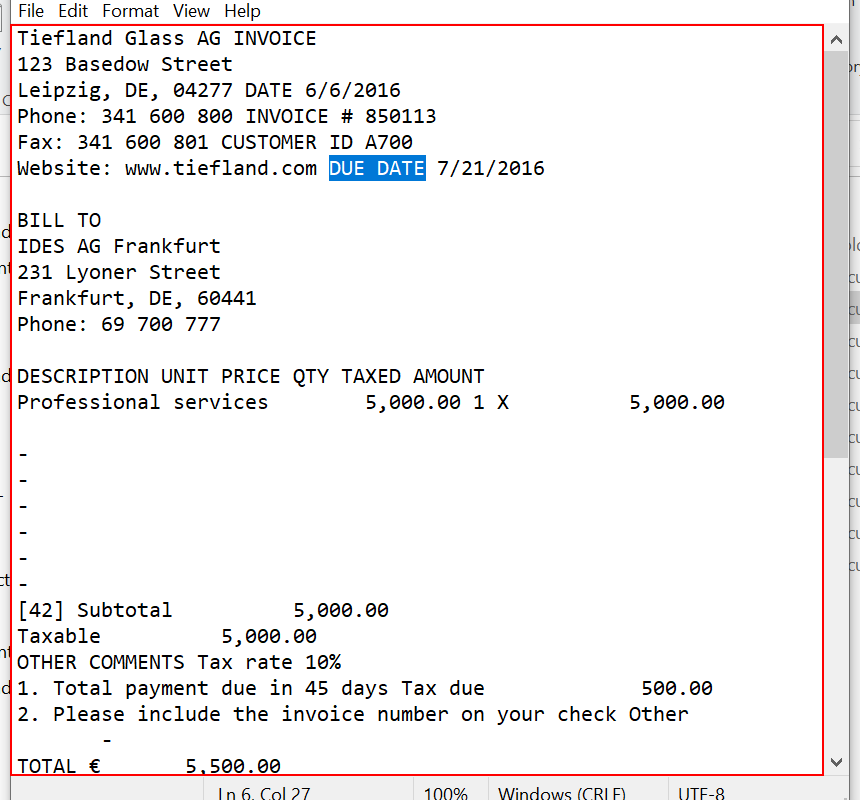 File Edit Format View Help
Tiefland Glass AG INVOICE
123 Basedow Street
Leipzig, DE, 04277 DATE 6/6/2016
Phone: 341 600 800 INVOICE # 850113
Fax: 341 600 801 CUSTOMER ID A700
Website: www.tiefland.com DUE DATE 7/21/2016
BILL TO
IDES AG Frankfurt
231 Lyoner Street
Frankfurt, DE, 60441
Phone: 69 700 777
DESCRIPTION UNIT PRICE QTY TAXED AMOUNT
Professional services 5,000.00 1 X 5,000.00
-
-
-
-
-
-
[42] Subtotal 5,000.00
Taxable 5,000.00
OTHER COMMENTS Tax rate 10%
1. Total payment due in 45 days Tax due 500.00
2. Please include the invoice number on your check Other
-
TOTAL € 5,500.00
Ln 6, Col 27 100% Windows (CRLF) UTF-8